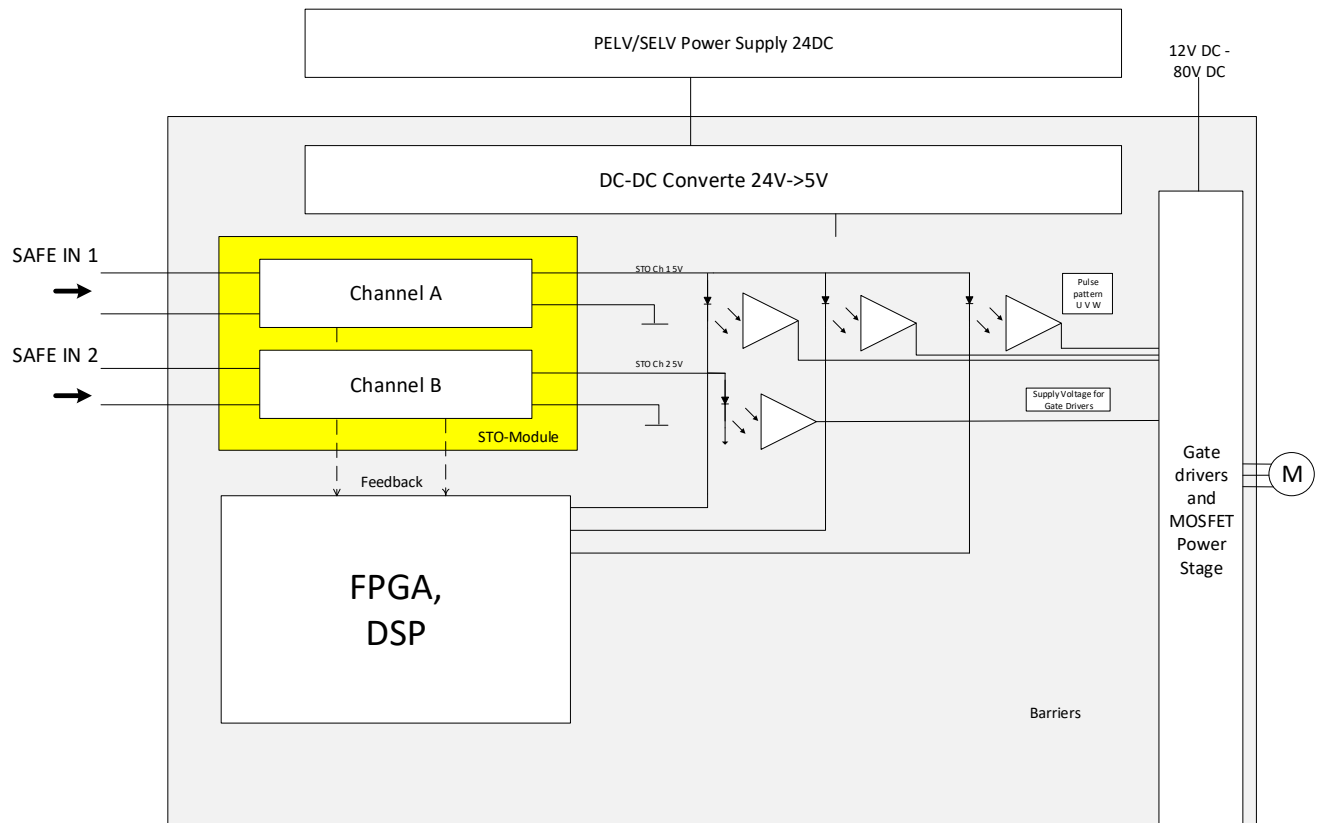 PELV/SELV Power Supply 24DC
12V DC -
80V DC
DC-DC Converte 24V->5V
SAFE IN 1
Channel A
STO Ch 1 5V
Pulse
pattern
U V W
SAFE IN 2
Channel B
STO Ch 2 5V
Supply Voltage for
Gate Drivers
STO-Module
Feedback
Gate
drivers
and
MOSFET
Power
Stage
M
FPGA,
DSP
Barriers